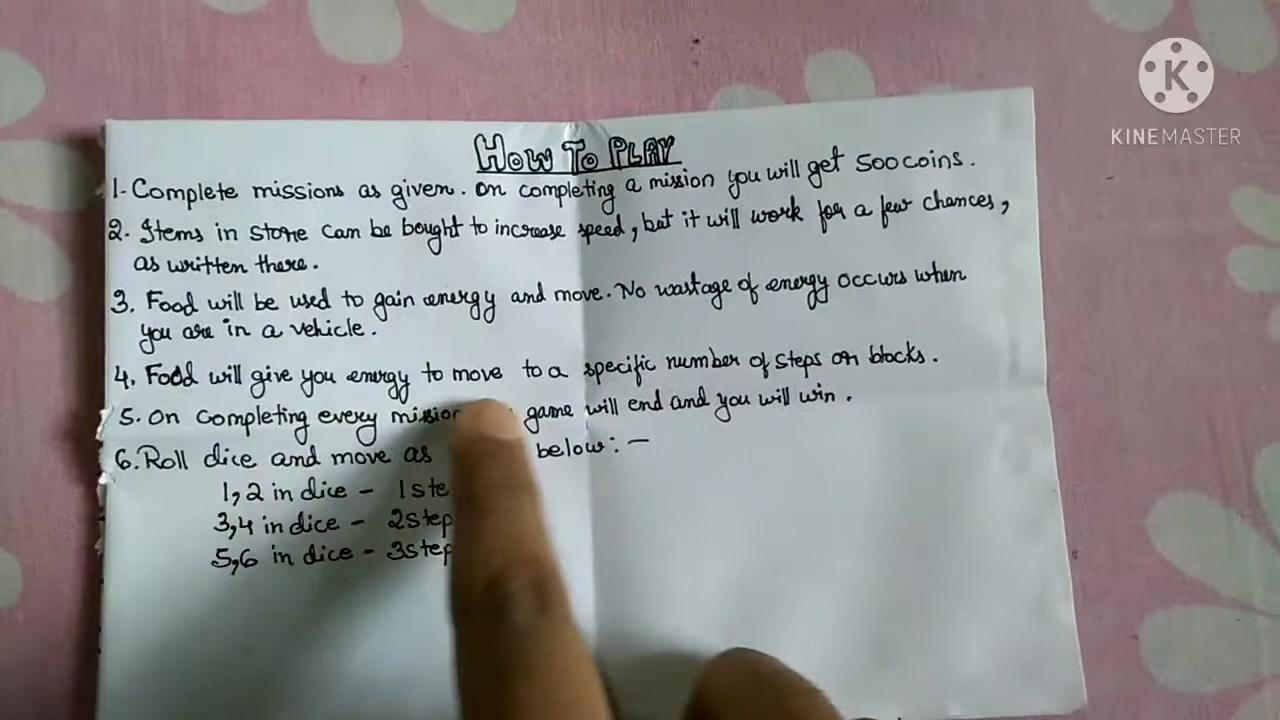 K
KINEMASTER
HOW TO PLAY
1- Complete missions as given. On completing a mission you will get 500 coins.
2. Items in store can be bought to increase speed, but it will work for a few chances,
as written there.
3. Food will be used to gain energy and move. No wastage of energy occurs when
you are in a vehicle.
4. Food will give you energy to move to a specific number of steps on blocks.
5. On completing every mission game will end and you will win.
6. Roll dice and move as below: -
1,2 in dice - 1 ste
3,4 in dice - 2 step
5,6 in dice - 3 step